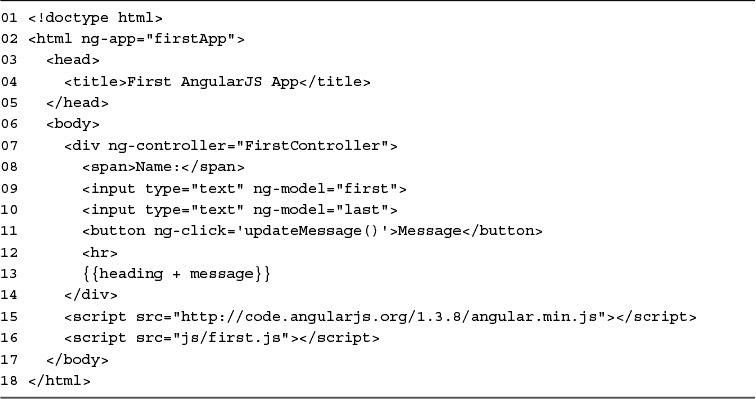 01 <!doctype html>
02 <html ng-app="firstApp">
03   <head>
04     <title>First AngularJS App</title>
05   </head>
06   <body>
07     <div ng-controller="FirstController">
08       <span>Name:</span>
09       <input type="text" ng-model="first">
10       <input type="text" ng-model="last">
11       <button ng-click='updateMessage()'>Message</button>
12       <hr>
13       {{heading + message}}
14     </div>
15     <script src="http://code.angularjs.org/1.3.8/angular.min.js"></script>
16     <script src="js/first.js"></script>
17   </body>
18 </html>